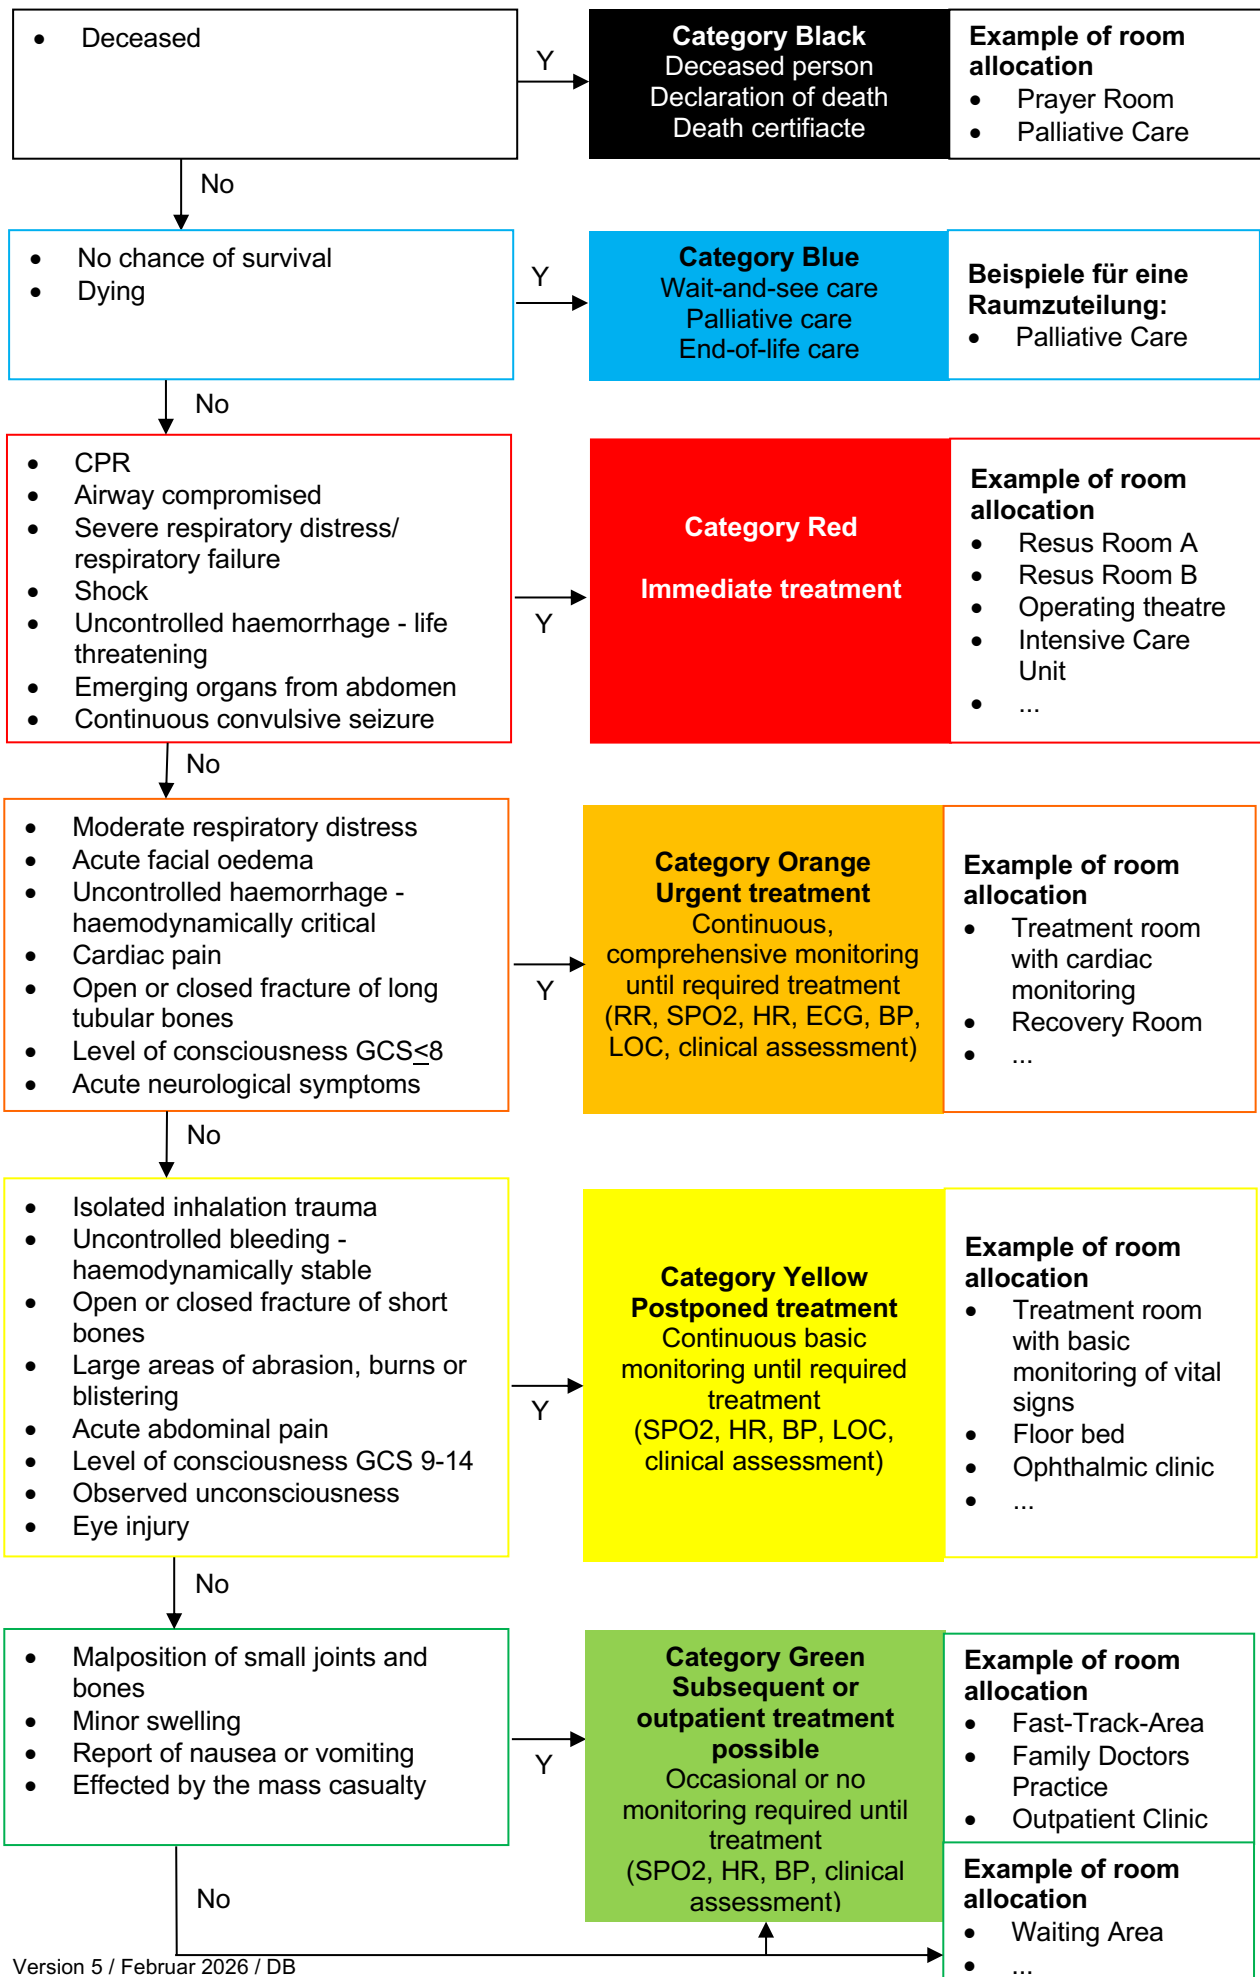 • Deceased
Y
Category Black
Deceased person
Declaration of death
Death certifiacte
Example of room
allocation
• Prayer Room
• Palliative Care
No
• No chance of survival
• Dying
Y
Category Blue
Wait-and-see care
Palliative care
End-of-life care
Beispiele für eine
Raumzuteilung:
• Palliative Care
No
• CPR
• Airway compromised
• Severe respiratory distress/
respiratory failure
• Shock
• Uncontrolled haemorrhage - life
threatening
• Emerging organs from abdomen
• Continuous convulsive seizure
Y
Category Red
Immediate treatment
Example of room
allocation
• Resus Room A
• Resus Room B
• Operating theatre
• Intensive Care
Unit
• ...
No
• Moderate respiratory distress
• Acute facial oedema
• Uncontrolled haemorrhage -
haemodynamically critical
• Cardiac pain
• Open or closed fracture of long
tubular bones
• Level of consciousness GCS≤8
• Acute neurological symptoms
Y
Category Orange
Urgent treatment
Continuous,
comprehensive monitoring
until required treatment
(RR, SPO2, HR, ECG, BP,
LOC, clinical assessment)
Example of room
allocation
• Treatment room
with cardiac
monitoring
• Recovery Room
• ...
No
• Isolated inhalation trauma
• Uncontrolled bleeding -
haemodynamically stable
• Open or closed fracture of short
bones
• Large areas of abrasion, burns or
blistering
• Acute abdominal pain
• Level of consciousness GCS 9-14
• Observed unconsciousness
• Eye injury
Y
Category Yellow
Postponed treatment
Continuous basic
monitoring until required
treatment
(SPO2, HR, BP, LOC,
clinical assessment)
Example of room
allocation
• Treatment room
with basic
monitoring of vital
signs
• Floor bed
• Ophthalmic clinic
• ...
No
• Malposition of small joints and
bones
• Minor swelling
• Report of nausea or vomiting
• Effected by the mass casualty
Y
Category Green
Subsequent or
outpatient treatment
possible
Occasional or no
monitoring required until
treatment
(SPO2, HR, BP, clinical
assessment)
Example of room
allocation
• Fast-Track-Area
• Family Doctors
Practice
• Outpatient Clinic
No
Example of room
allocation
• Waiting Area
• ...
Version 5 / Februar 2026 / DB